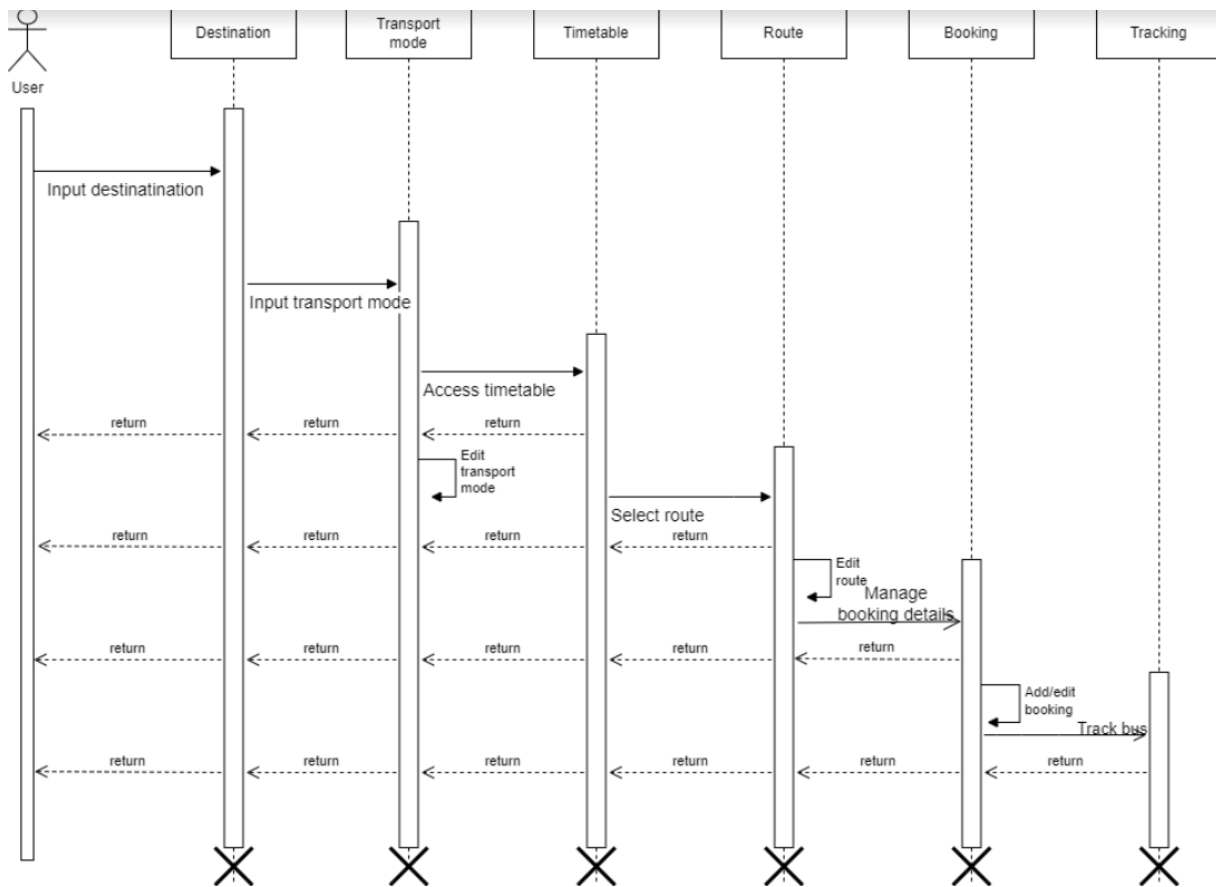 Destination
Transport
mode
Timetable
Route
Booking
Tracking
User
Input destinatination
Input transport mode
Access timetable
return
return
return
Edit
transport
mode
Select route
return
return
return
return
Edit
route
Manage
booking details
return
return
return
return
return
Add/edit
booking
Track bus
return
return
return
return
return
return